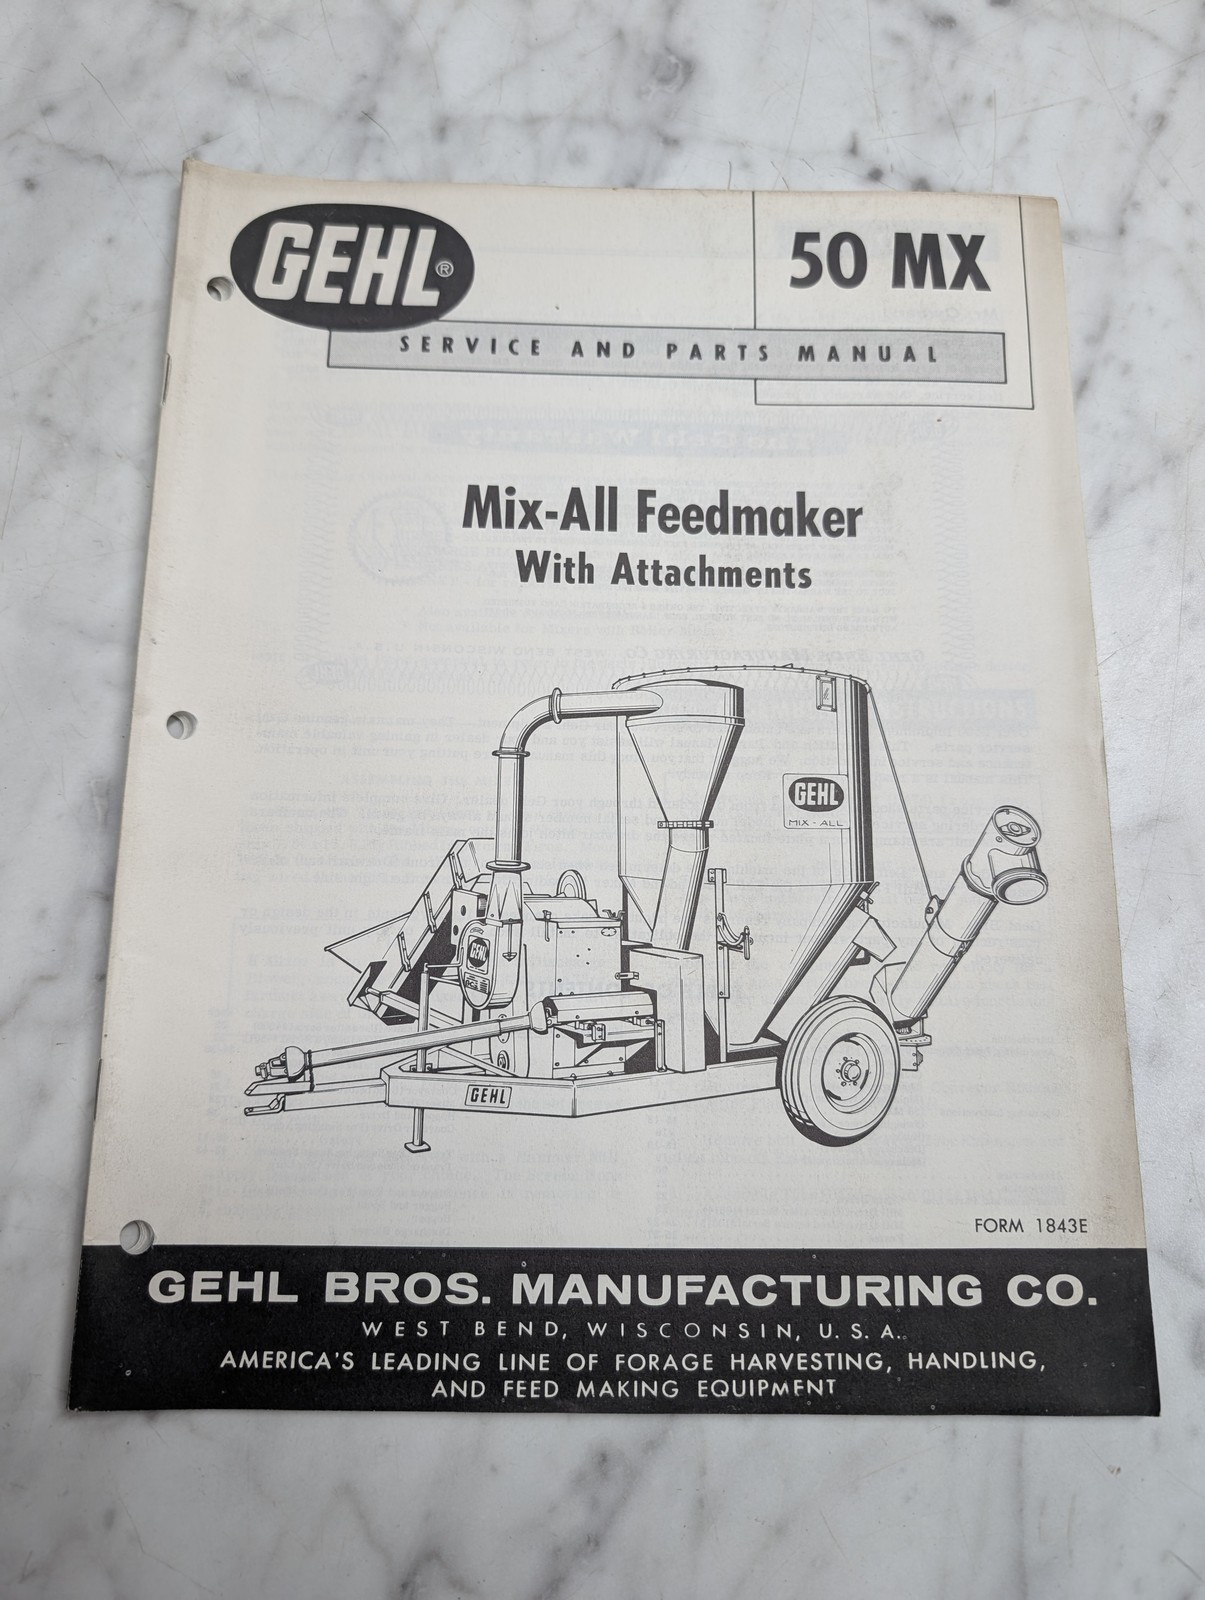 GEHL®
50 MX
SERVICE AND PARTS MANUAL
Mix-All Feedmaker
With Attachments
GEHL
MIX-ALL
GEHL
GEHL
FORM 1843E
GEHL BROS. MANUFACTURING CO.
WEST BEND, WISCONSIN, U. S. A.
AMERICA'S LEADING LINE OF FORAGE HARVESTING, HANDLING,
AND FEED MAKING EQUIPMENT